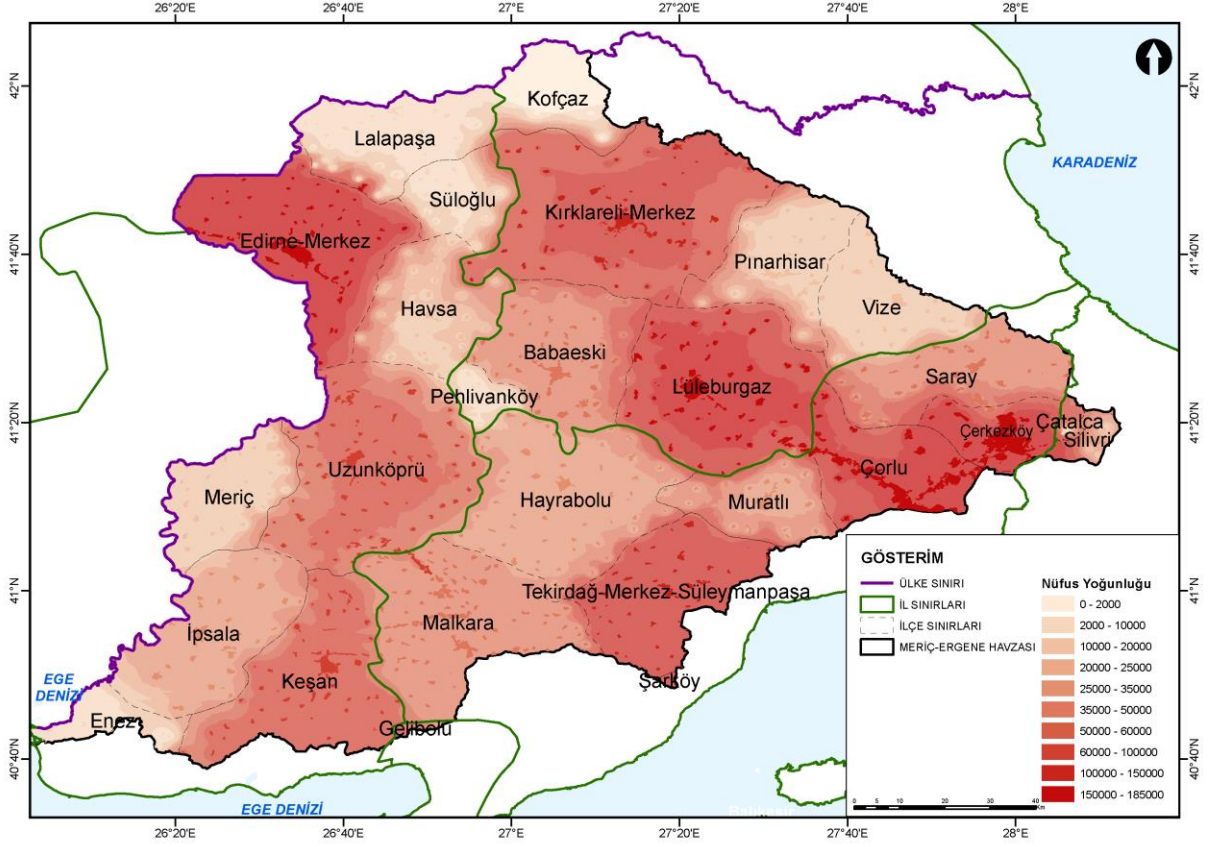 26°20'E
26°40'E
27°E
27°20'E
27°40'E
28°E
42°N
42°N
Kofçaz
Lalapaşa
KARADENİZ
Süloğlu
Kırklareli-Merkez
Edirne-Merkez
41°40'N
41°40'N
Pınarhisar
Havsa
Vize
Babaeski
Saray
Lüleburgaz
Pehlivanköy
41°20'N
41°20'N
Çatalca
Çerkezköy
Silivri
Uzunköprü
Çorlu
Meriç
Hayrabolu
Muratlı
41°N
41°N
Tekirdağ-Merkez-Süleymanpaşa
Malkara
İpsala
EGE
DENİZİ
Keşan
Şarköy
Enez
Gelibolu
40°40'N
40°40'N
EGE DENİZİ
Balıkesir
GÖSTERİM
ÜLKE SINIRI
İL SINIRLARI
İLÇE SINIRLARI
MERİÇ-ERGENE HAVZASI
Nüfus Yoğunluğu
0 - 2000
2000 - 10000
10000 - 20000
20000 - 25000
25000 - 35000
35000 - 50000
50000 - 60000
60000 - 100000
100000 - 150000
150000 - 185000
0 5 10 20 30 40
Km
26°20'E
26°40'E
27°E
27°20'E
27°40'E
28°E